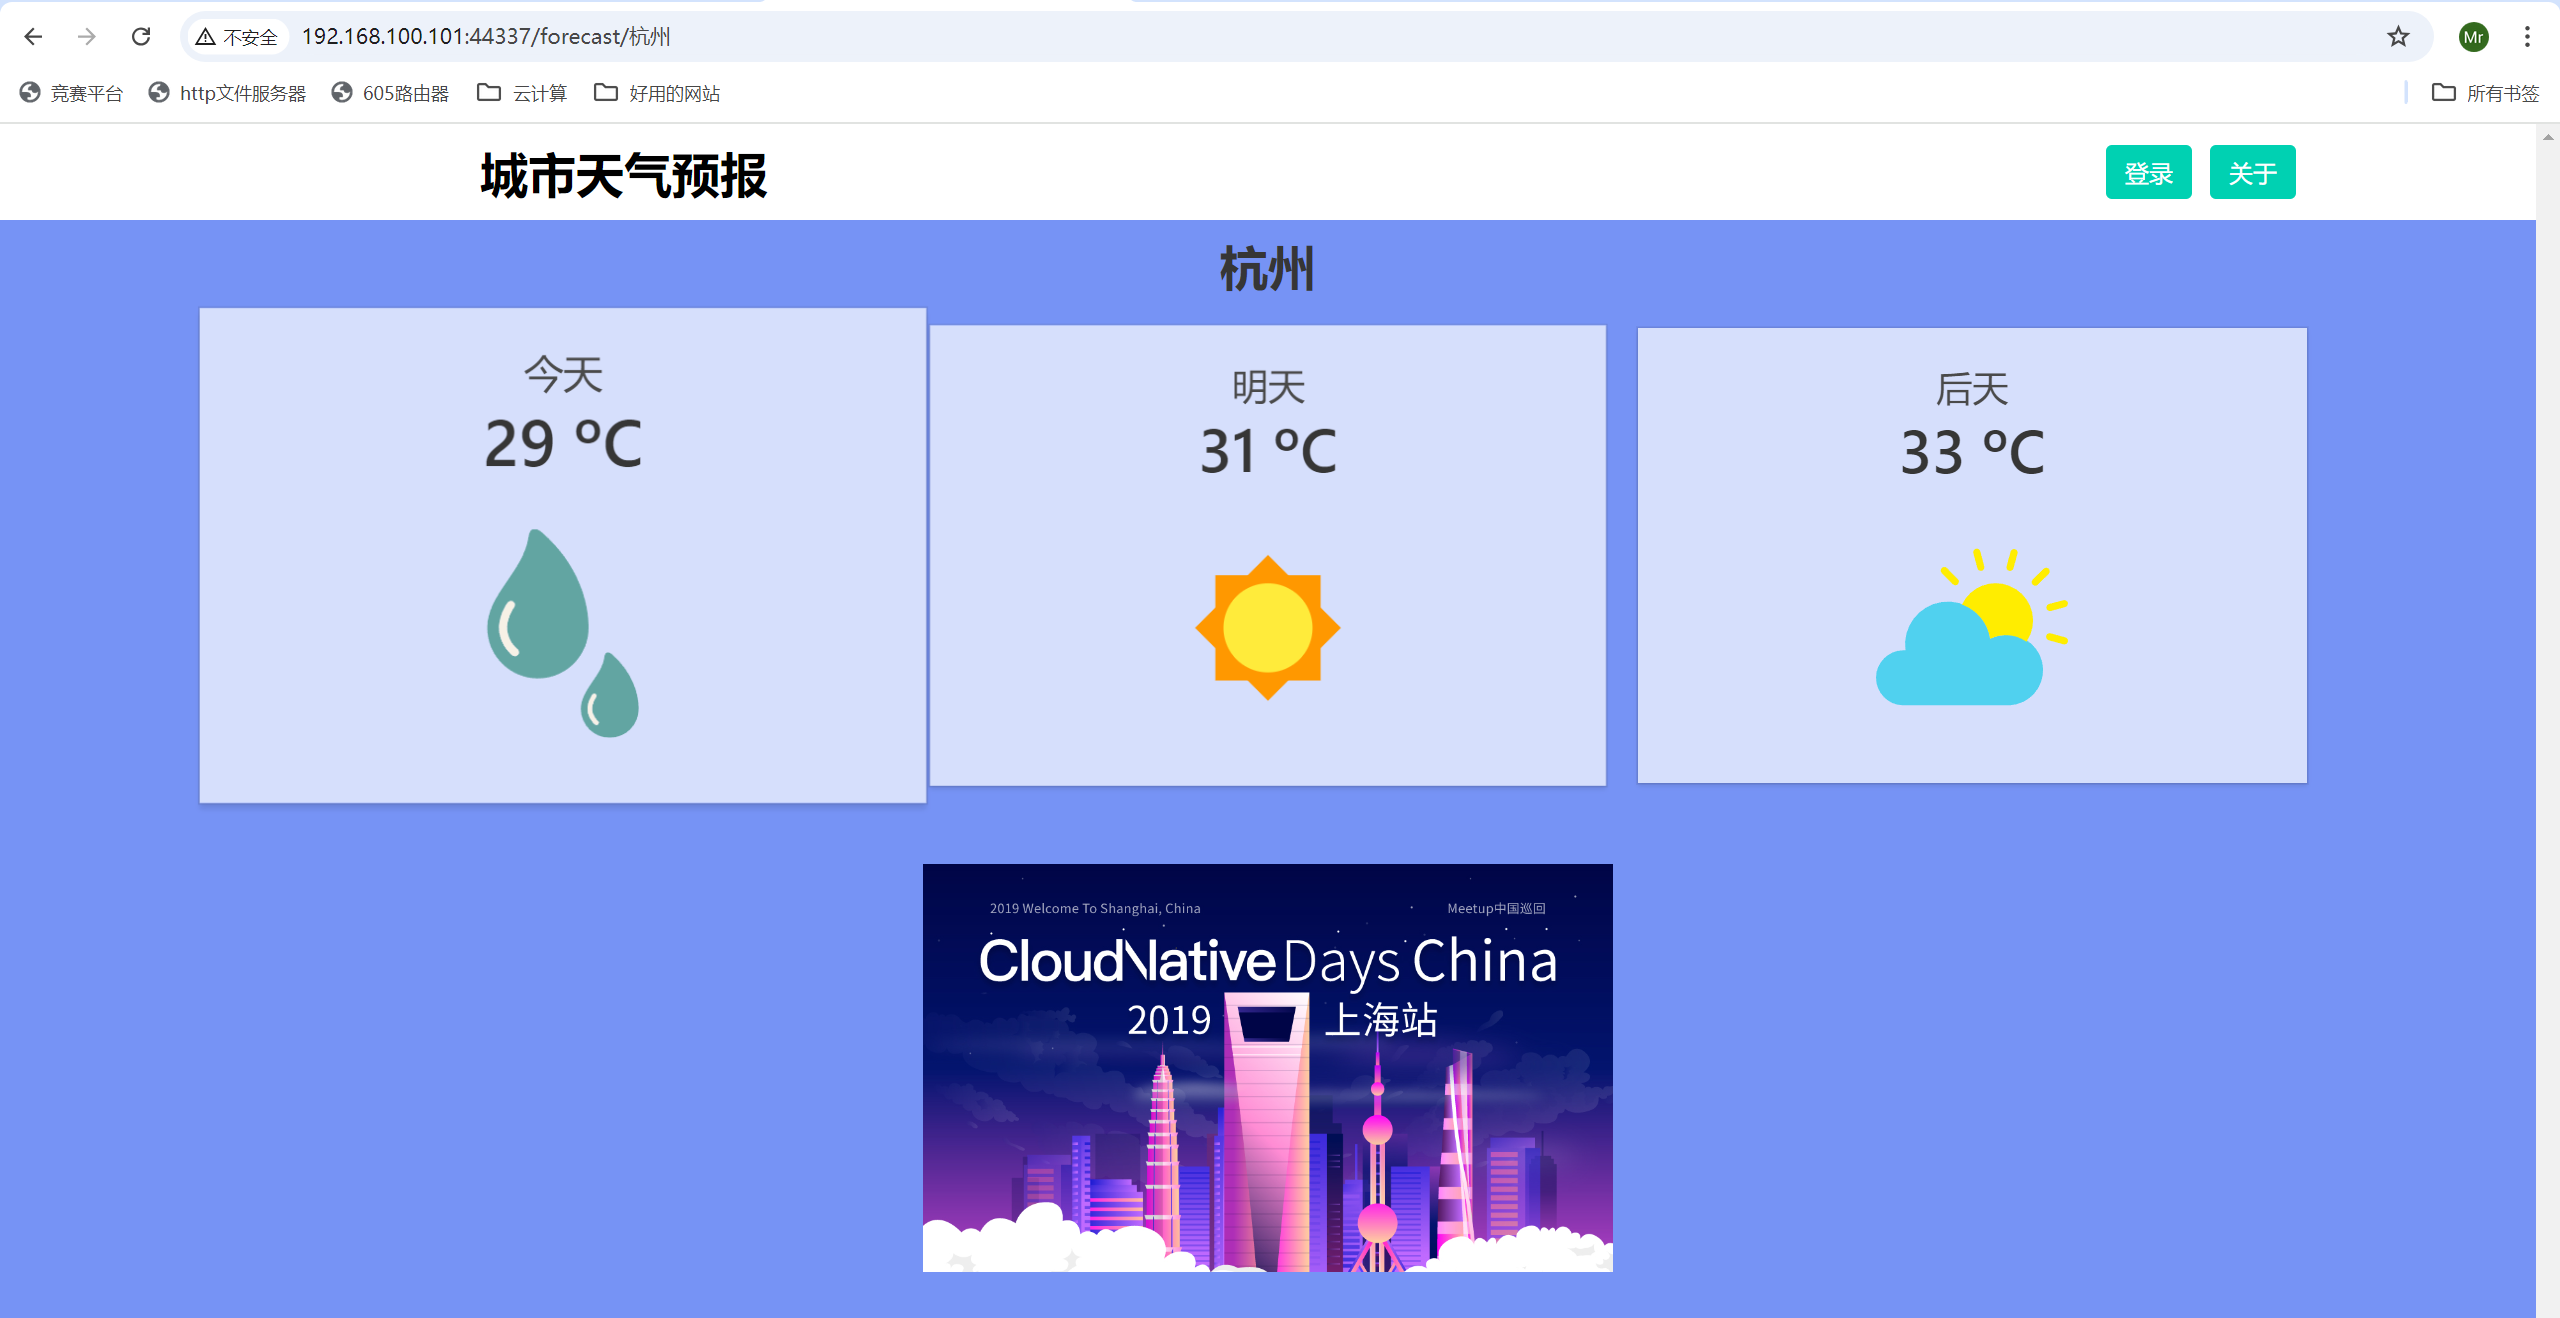 不安全 192.168.100.101:44337/forecast/杭州 Mr
竞赛平台 http文件服务器 605路由器 云计算 好用的网站 所有书签
城市天气预报 登录 关于
杭州
今天
29 °C
明天
31 °C
后天
33 °C
2019 Welcome To Shanghai, China Meetup中国巡回
CloudNative Days China
2019 上海站